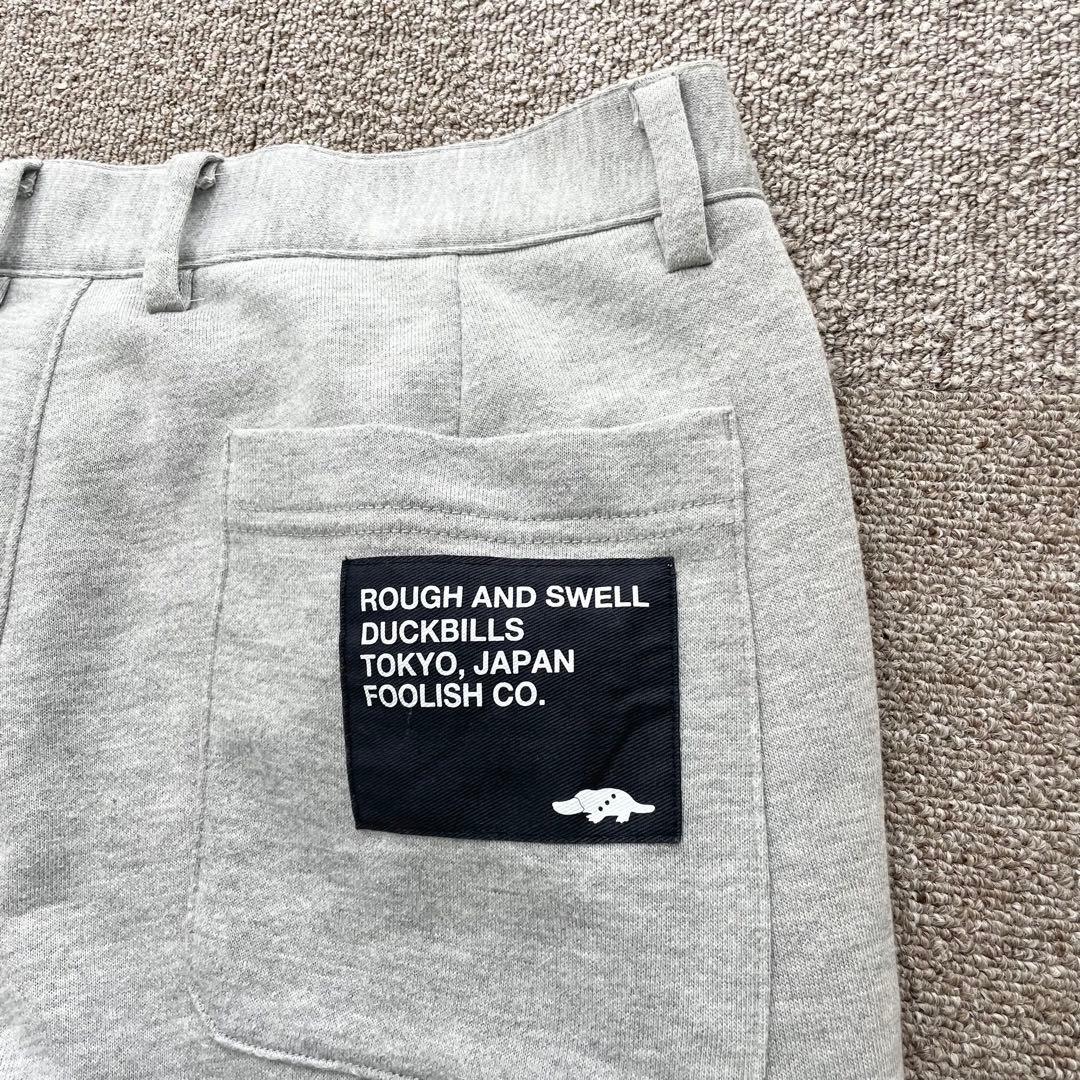 ROUGH AND SWELL
DUCKBILLS
TOKYO, JAPAN
FOOLISH CO.